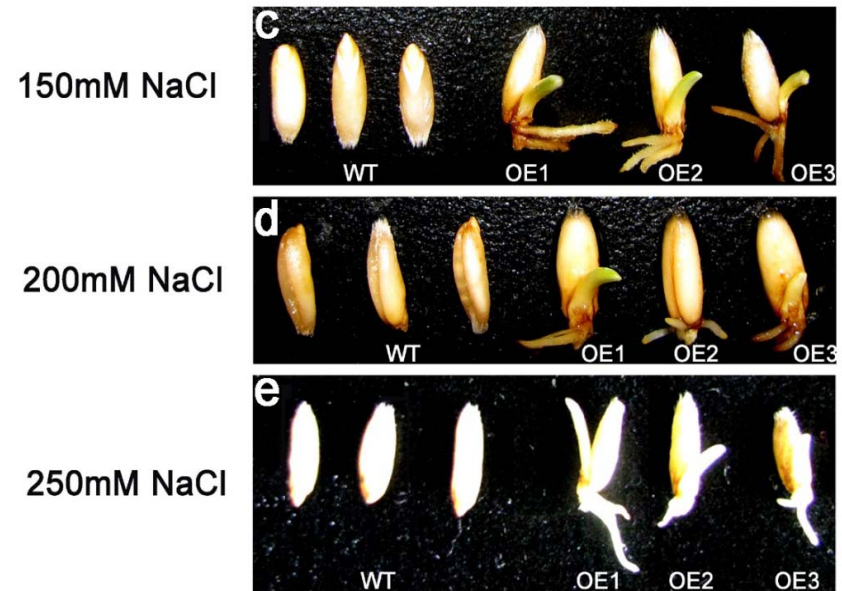 c
150mM NaCl
WT OE1 OE2 OE3
d
200mM NaCl
WT OE1 OE2 OE3
e
250mM NaCl
WT OE1 OE2 OE3